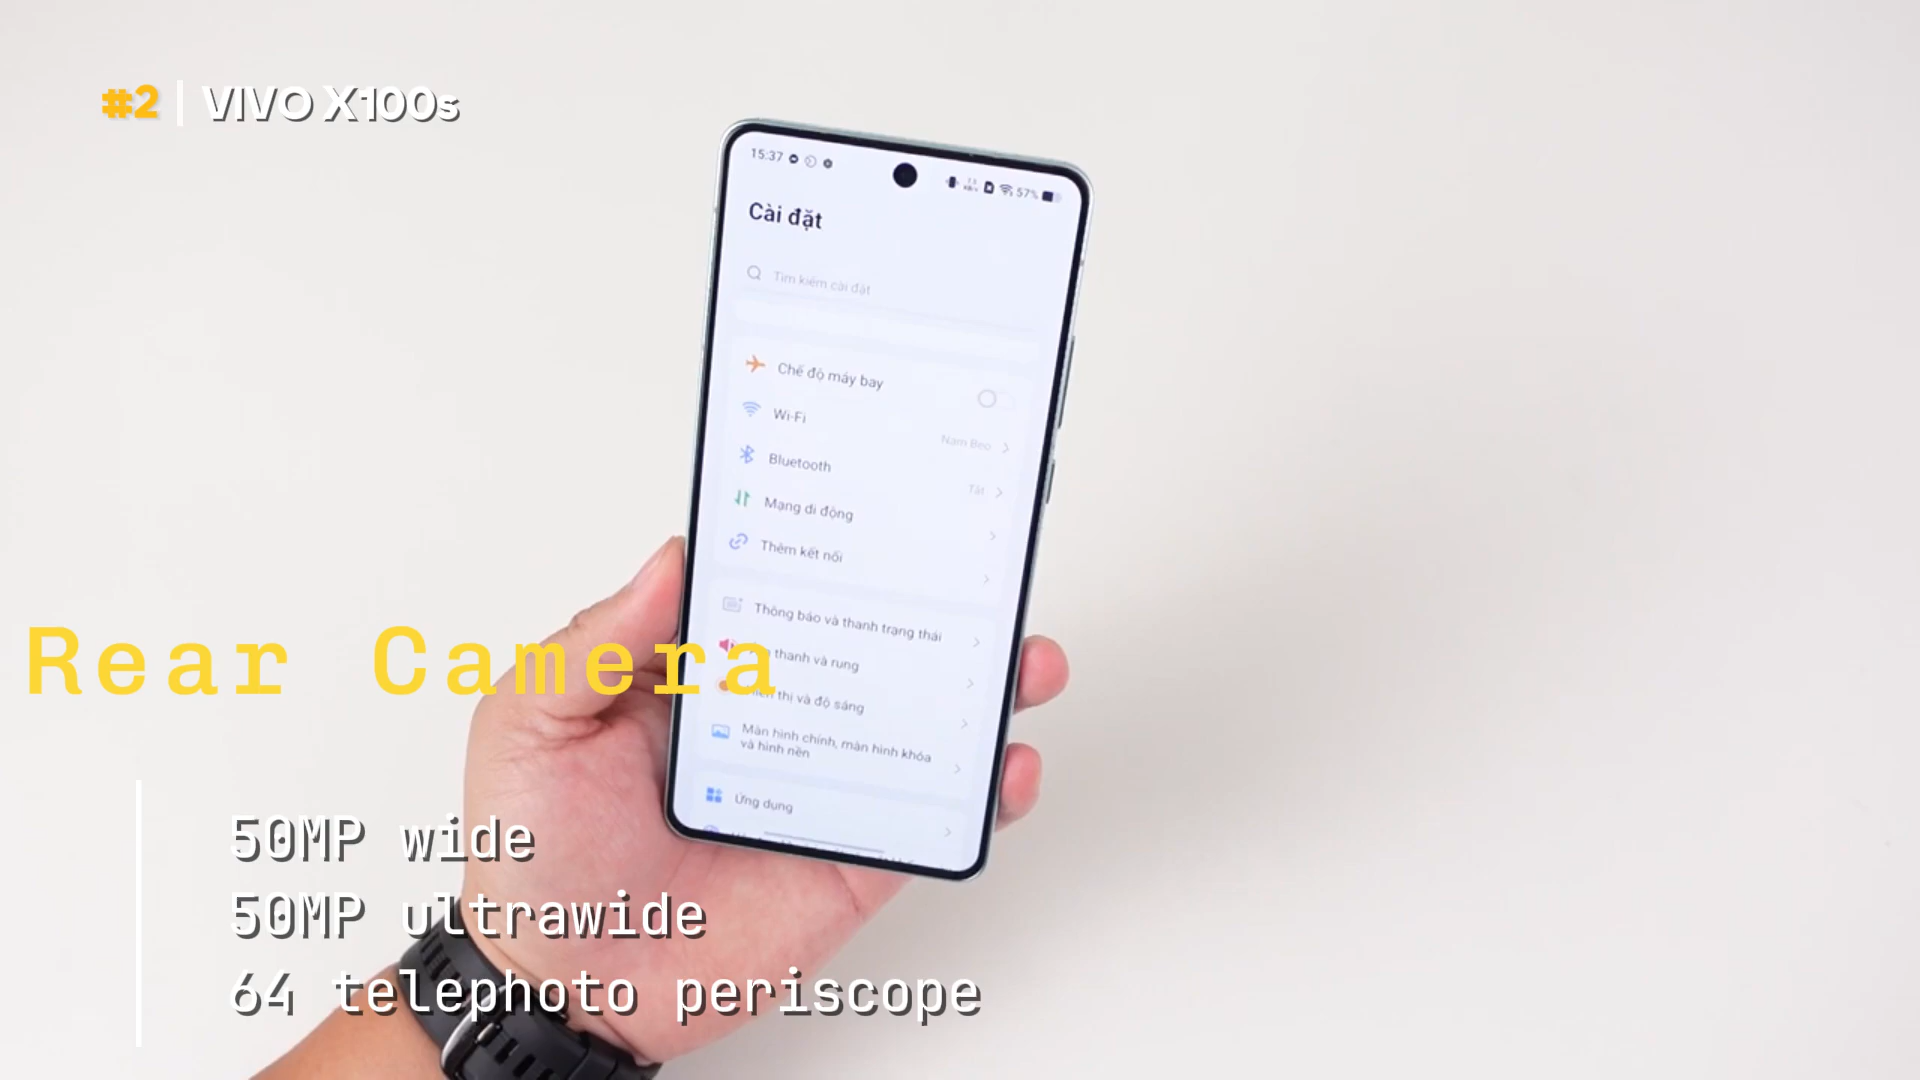 #2 | VIVO X100s
15:37
57%
Cài đặt
Tìm kiếm cài đặt
Chế độ máy bay
Wi-Fi
Nam Beo
Bluetooth
Tắt
Mạng di động
Thêm kết nối
Thông báo và thanh trạng thái
thanh và rung
thị và độ sáng
Màn hình chính, màn hình khóa
và hình nền
Ứng dụng
Rear Camera
50MP wide
50MP ultrawide
64 telephoto periscope